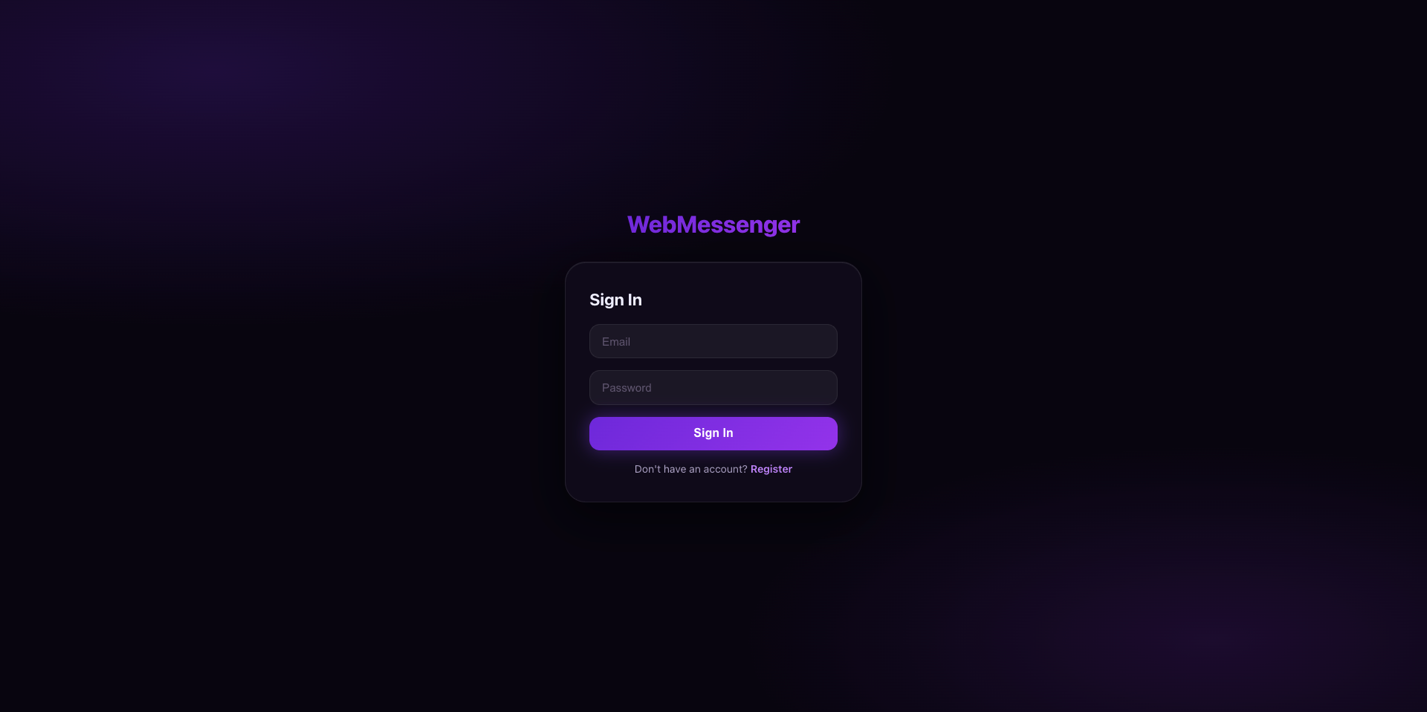 WebMessenger
Sign In
Email
Password
Sign In
Don't have an account? Register